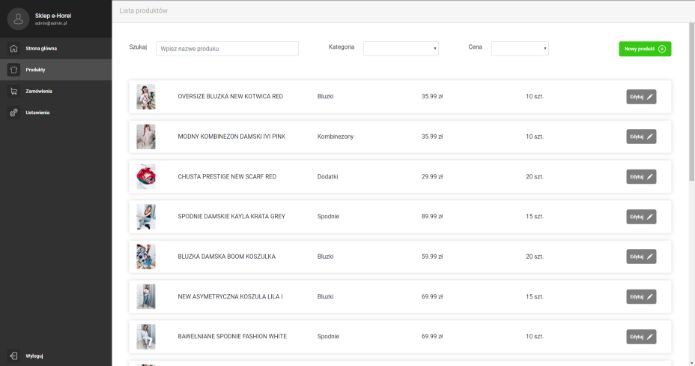 Sklep e-Horel
admin@admin.pl
Strona główna
Produkty
Zamówienia
Ustawienia
Wyloguj
Lista produktów
Szukaj Wpisz nazwe produku Kategoria Cena Nowy produkt
OVERSIZE BLUZKA NEW KOTWICA RED Bluzki 35.99 zł 10 szt. Edytuj
MODNY KOMBINEZON DAMSKI IVI PINK Kombinezony 35.99 zł 10 szt. Edytuj
CHUSTA PRESTIGE NEW SCARF RED Dodatki 29.99 zł 20 szt. Edytuj
SPODNIE DAMSKIE KAYLA KRATA GREY Spodnie 89.99 zł 15 szt. Edytuj
BLUZKA DAMSKA BOOM KOSZULKA Bluzki 59.99 zł 20 szt. Edytuj
NEW ASYMETRYCZNA KOSZULA LILA I Bluzki 69.99 zł 15 szt. Edytuj
BAWEŁNIANE SPODNIE FASHION WHITE Spodnie 69.99 zł 10 szt. Edytuj